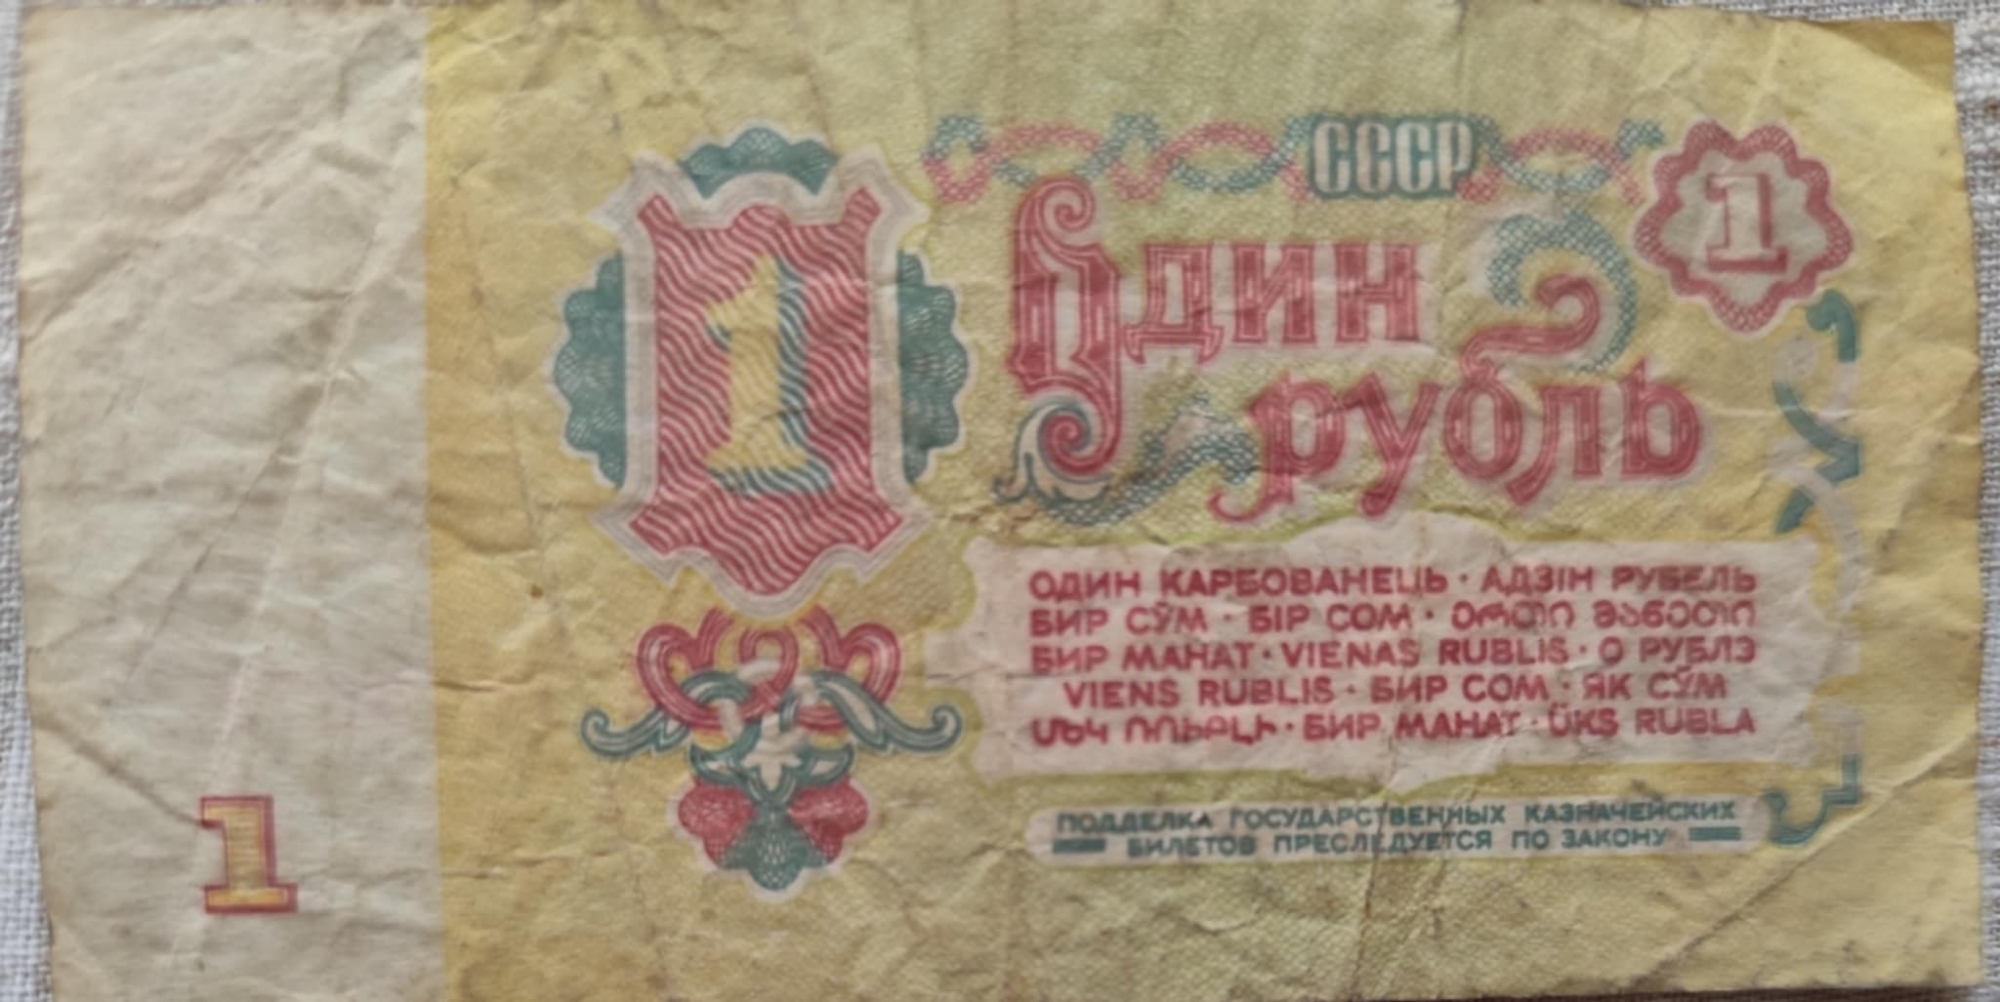 СССР
1
1
Один
рубль
ОДИН КАРБОВАНЕЦЬ · АДЗІН РУБЕЛЬ
БИР СЎМ · БІР СОМ · ᲔᲠᲗᲘ ᲛᲐᲜᲔᲗᲘ
БИР МАНАТ · VIENAS RUBLIS · О РУБЛЭ
VIENS RUBLIS · БИР СОМ · ЯК СЎМ
ՄԵԿ ՌՈՒԲԼԻ · БИР МАНАТ · ÜKS RUBLA
ПОДДЕЛКА ГОСУДАРСТВЕННЫХ КАЗНАЧЕЙСКИХ
БИЛЕТОВ ПРЕСЛЕДУЕТСЯ ПО ЗАКОНУ
1